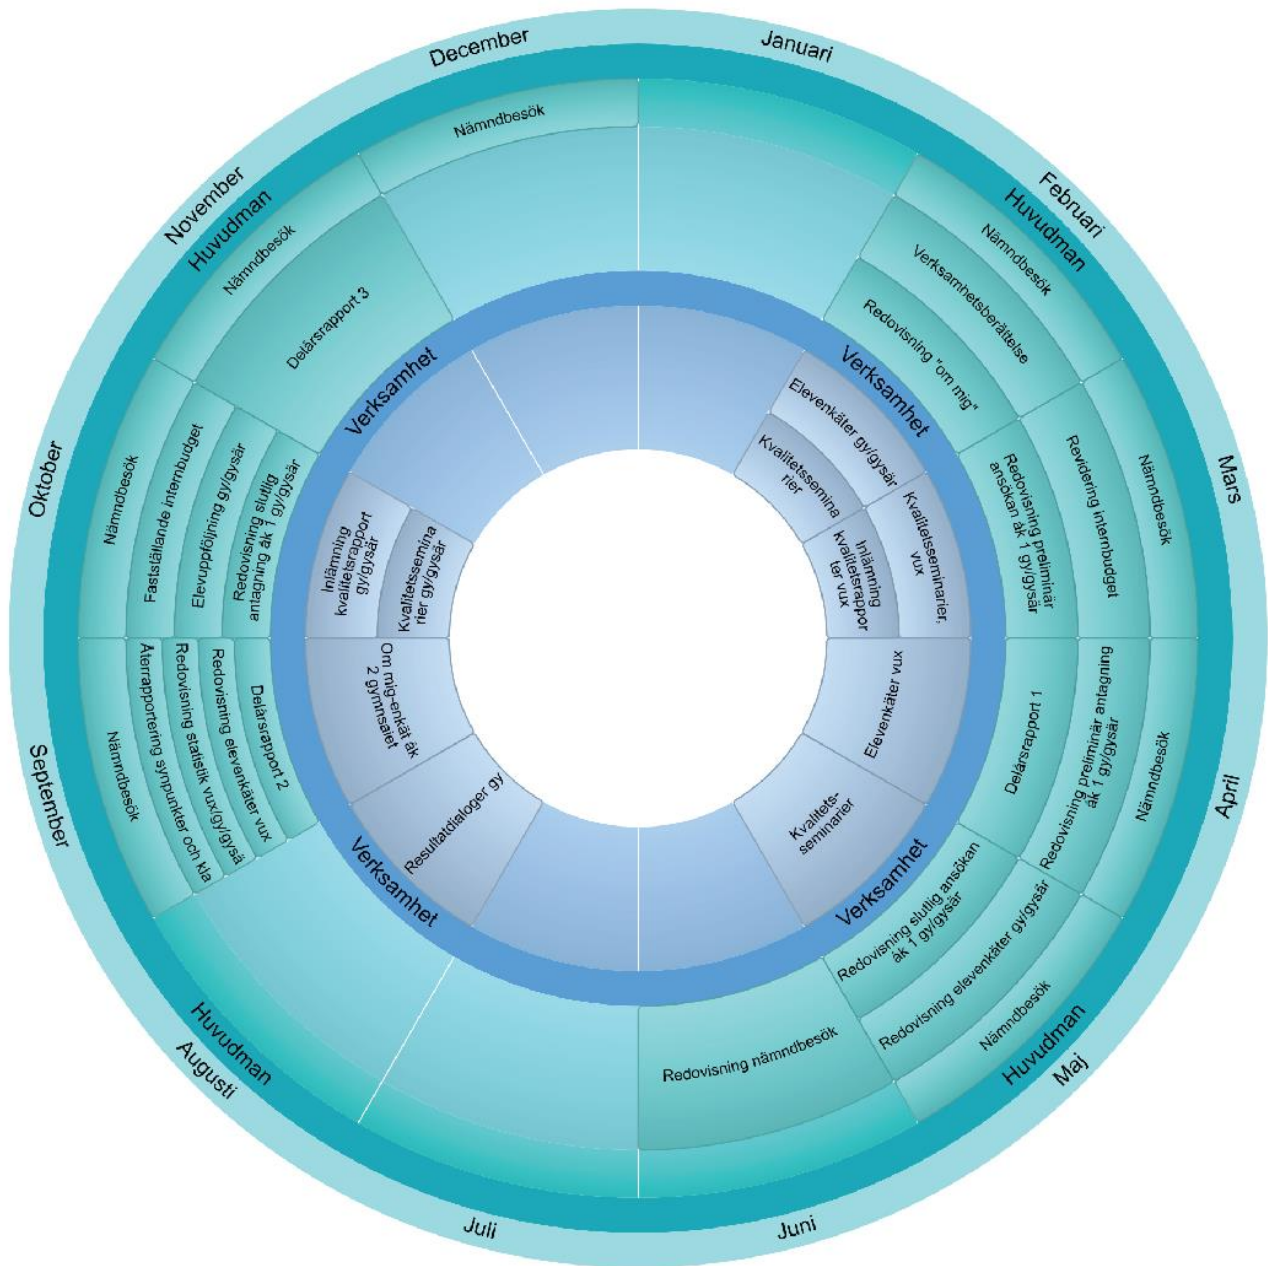 Januari
Februari
Mars
April
Maj
Juni
Juli
Augusti
September
Oktober
November
December
Huvudman
Huvudman
Huvudman
Huvudman
Nämndbesök
Verksamhetsberättelse
Redovisning "om mig"
Nämndbesök
Revidering internbudget
Redovisning preliminär
ansökan åk 1 gy/gysär
Nämndbesök
Redovisning preliminär antagning
åk 1 gy/gysär
Delårsrapport 1
Nämndbesök
Redovisning elevenkäter gy/gysär
Redovisning slutlig ansökan
åk 1 gy/gysär
Redovisning nämndbesök
Nämndbesök
Återrapportering synpunkter och kla
Redovisning statistik vux/gy/gysä
Redovisning elevenkäter vux
Delårsrapport 2
Nämndbesök
Fastställande internbudget
Elevuppföljning gy/gysär
Redovisning slutlig
antagning åk 1 gy/gysär
Nämndbesök
Delårsrapport 3
Nämndbesök
Verksamhet
Verksamhet
Verksamhet
Verksamhet
Elevenkäter gy/gysär
Kvalitetssemina
rier
Kvalitetsseminarier,
vux
Inlämning
kvalitetsrappor
ter vux
Elevenkäter vux
Kvalitets-
seminarier
Resultatdialoger gy
Om mig-enkät åk
2 gymnsaiet
Inlämning
kvalitetsrapport
gy/gysär
Kvalitetssemina
rier gy/gysär